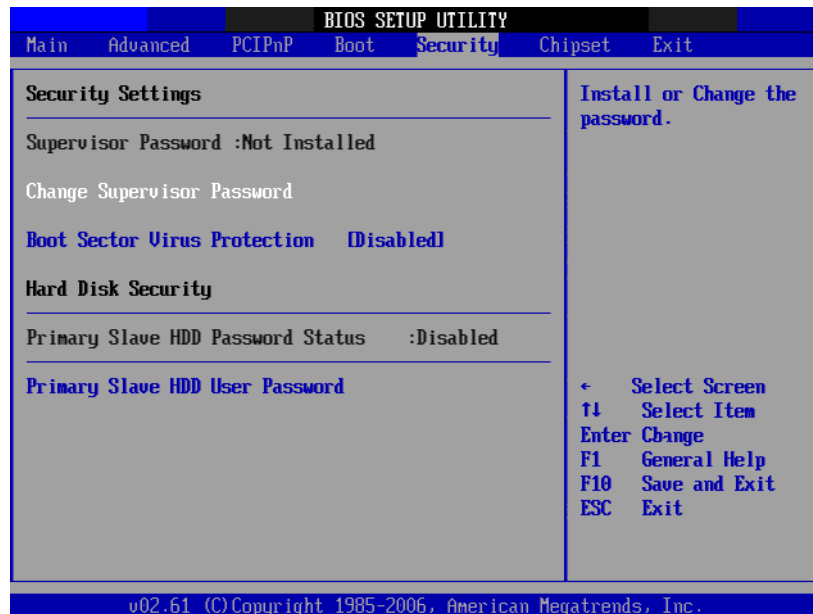 BIOS SETUP UTILITY
Main Advanced PCIPnP Boot Security Chipset Exit
Security Settings
Supervisor Password :Not Installed
Change Supervisor Password
Boot Sector Virus Protection [Disabled]
Hard Disk Security
Primary Slave HDD Password Status :Disabled
Primary Slave HDD User Password
Install or Change the
password.
← Select Screen
↑↓ Select Item
Enter Change
F1 General Help
F10 Save and Exit
ESC Exit
v02.61 (C)Copyright 1985-2006, American Megatrends, Inc.